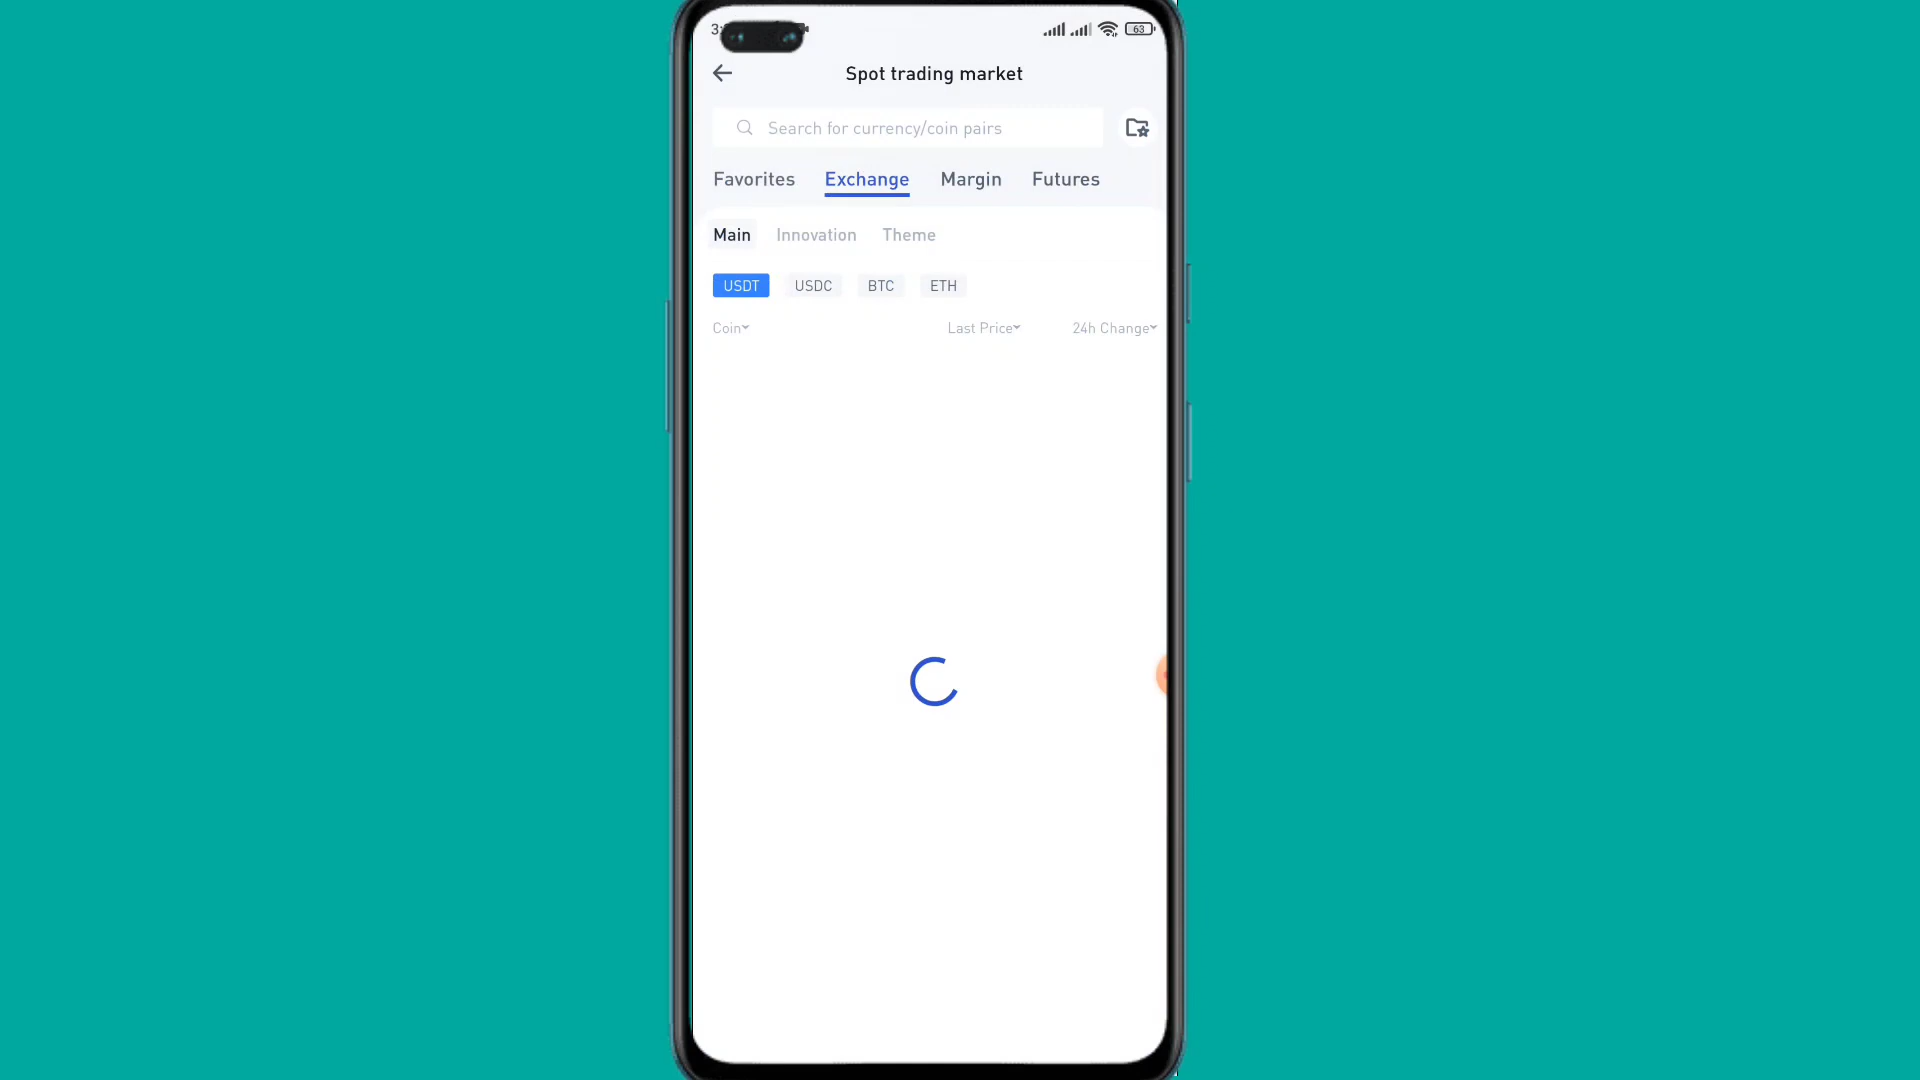 63
Spot trading market
Search for currency/coin pairs
Favorites Exchange Margin Futures
Main Innovation Theme
USDT USDC BTC ETH
Coin Last Price 24h Change